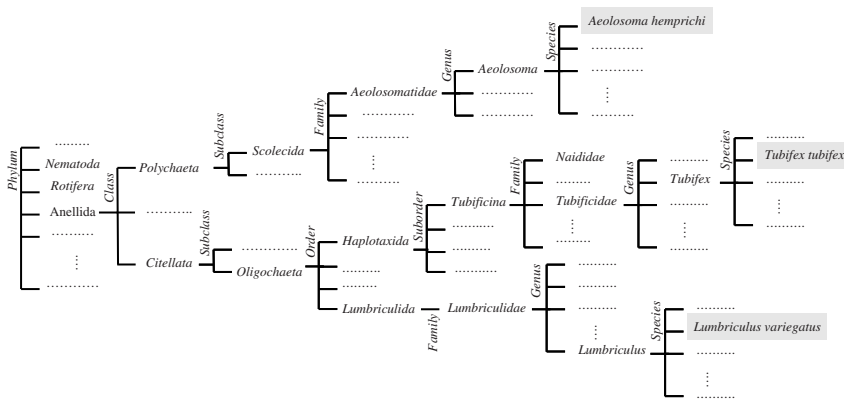 Phylum
..........
Nematoda
Rotifera
Anellida
..........
..........
Class
Polychaeta
..........
Citellata
Subclass
Scolecida
..........
Subclass
..........
Oligochaeta
Family
Aeolosomatidae
..........
..........
..........
Genus
Aeolosoma
..........
..........
Species
Aeolosoma hemprichi
..........
..........
..........
Order
Haplotaxida
..........
..........
Lumbriculida
Suborder
Tubificina
..........
..........
..........
Family
Naididae
Tubificidae
..........
Genus
..........
Tubifex
..........
..........
Species
..........
Tubifex tubifex
..........
..........
Family
Lumbriculidae
Genus
..........
..........
..........
Lumbriculus
Species
..........
Lumbriculus variegatus
..........
..........